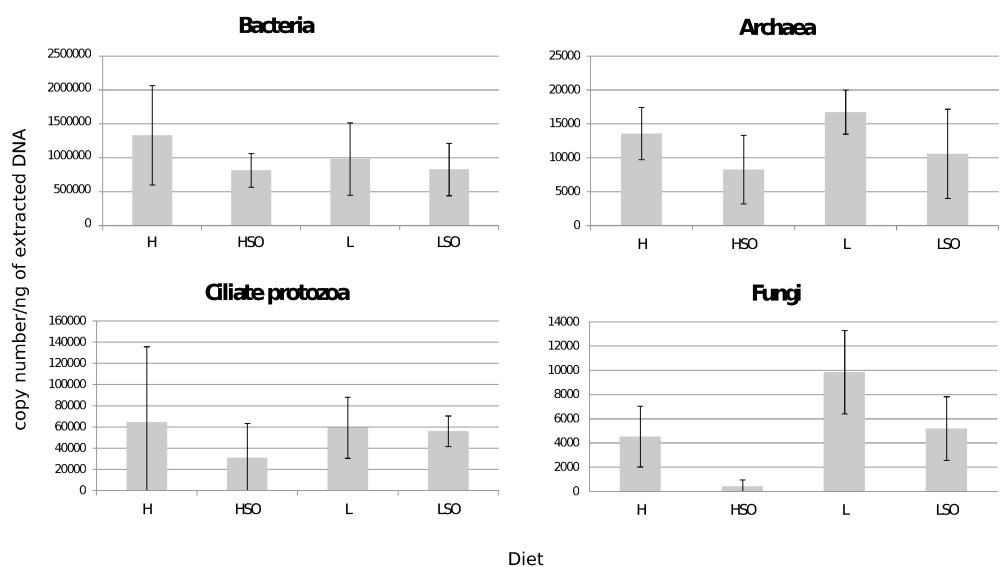 copy number/ng of extracted DNA
Bacteria
2500000
2000000
1500000
1000000
500000
0
H HSO L LSO
Archaea
25000
20000
15000
10000
5000
0
H HSO L LSO
Ciliate protozoa
160000
140000
120000
100000
80000
60000
40000
20000
0
H HSO L LSO
Fungi
14000
12000
10000
8000
6000
4000
2000
0
H HSO L LSO
Diet